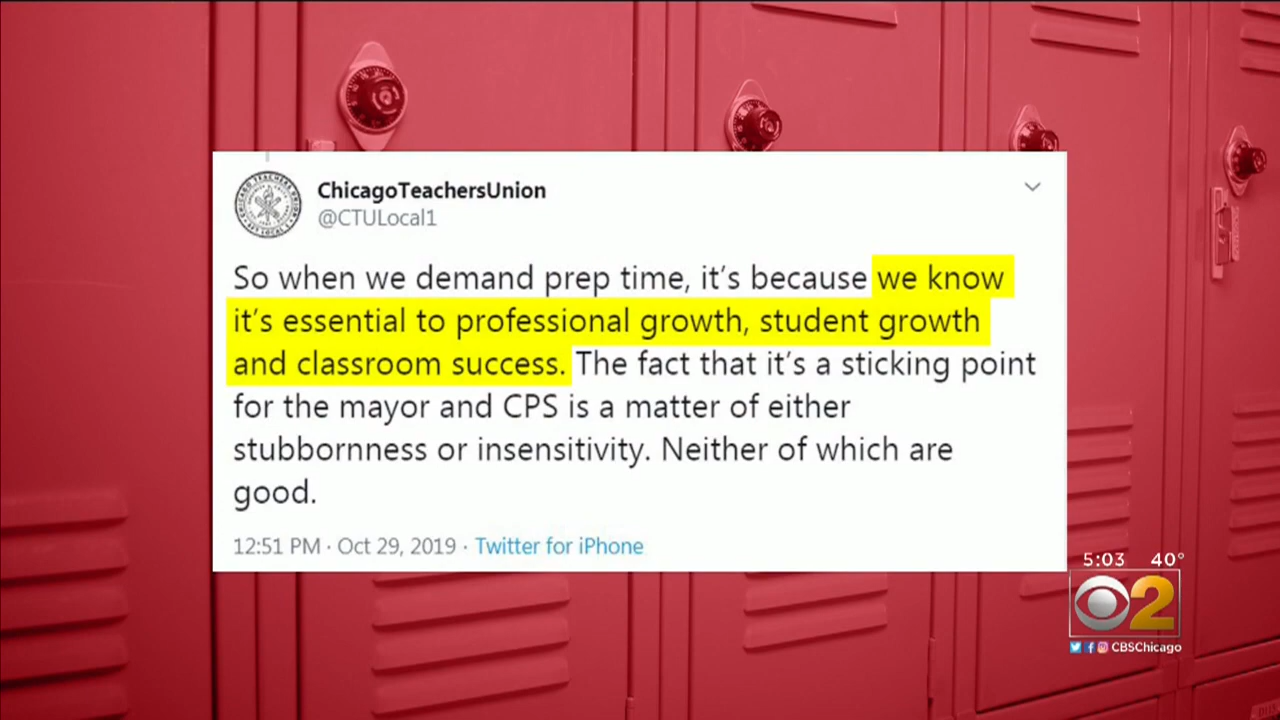 ChicagoTeachersUnion
@CTULocal1
So when we demand prep time, it's because we know
it's essential to professional growth, student growth
and classroom success. The fact that it's a sticking point
for the mayor and CPS is a matter of either
stubbornness or insensitivity. Neither of which are
good.
12:51 PM · Oct 29, 2019 · Twitter for iPhone
5:03 40°
2
CBSChicago